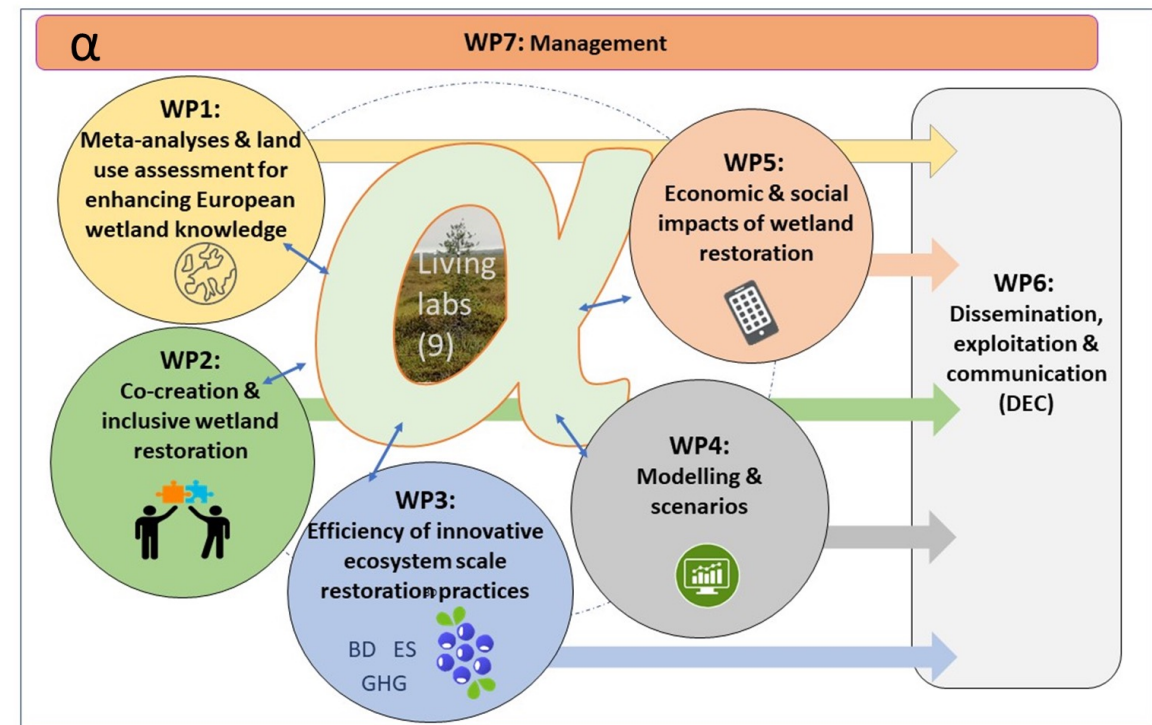 α
WP7: Management
WP1:
Meta-analyses & land
use assessment for
enhancing European
wetland knowledge
WP2:
Co-creation &
inclusive wetland
restoration
WP3:
Efficiency of innovative
ecosystem scale
restoration practices
BD ES
GHG
Living
labs
(9)
WP4:
Modelling &
scenarios
WP5:
Economic & social
impacts of wetland
restoration
WP6:
Dissemination,
exploitation &
communication
(DEC)